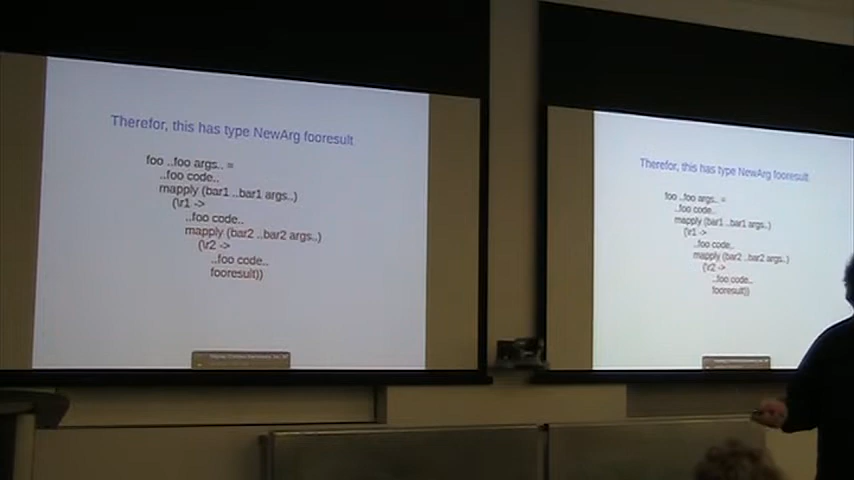 Therefor, this has type NewArg fooresult
foo ..foo args.. =
..foo code..
mapply (bar1 ..bar1 args..)
(\r1 ->
..foo code..
mapply (bar2 ..bar2 args..)
(\r2 ->
..foo code..
fooresult))
Therefor, this has type NewArg fooresult
foo ..foo args.. =
..foo code..
mapply (bar1 ..bar1 args..)
(\r1 ->
..foo code..
mapply (bar2 ..bar2 args..)
(\r2 ->
..foo code..
fooresult))